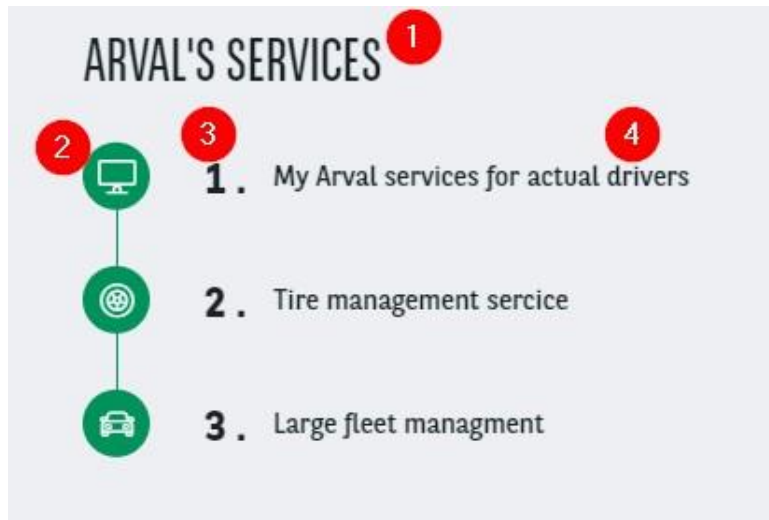 ARVAL'S SERVICES 1
2 3 4
1. My Arval services for actual drivers
2. Tire management sercice
3. Large fleet managment